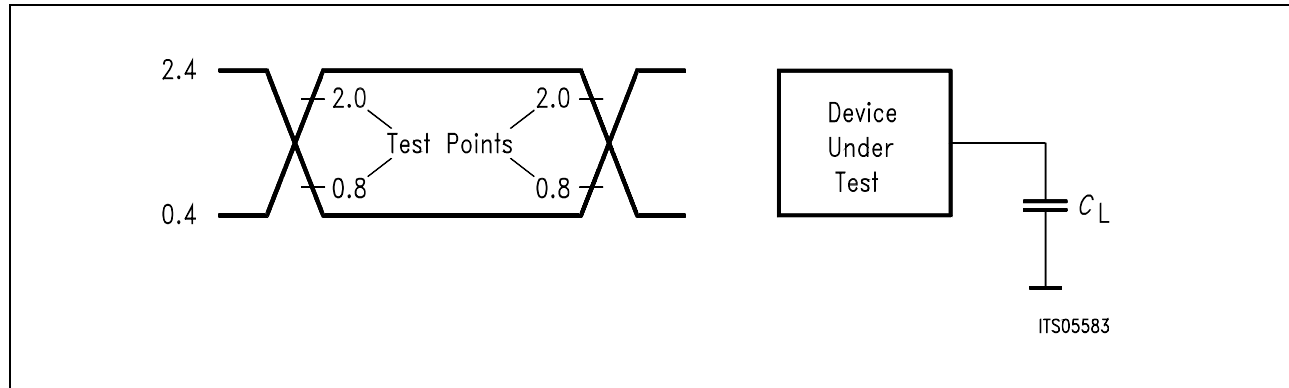 2.4
2.0
2.0
Test Points
0.8
0.8
0.4
Device
Under
Test
C L
ITS05583